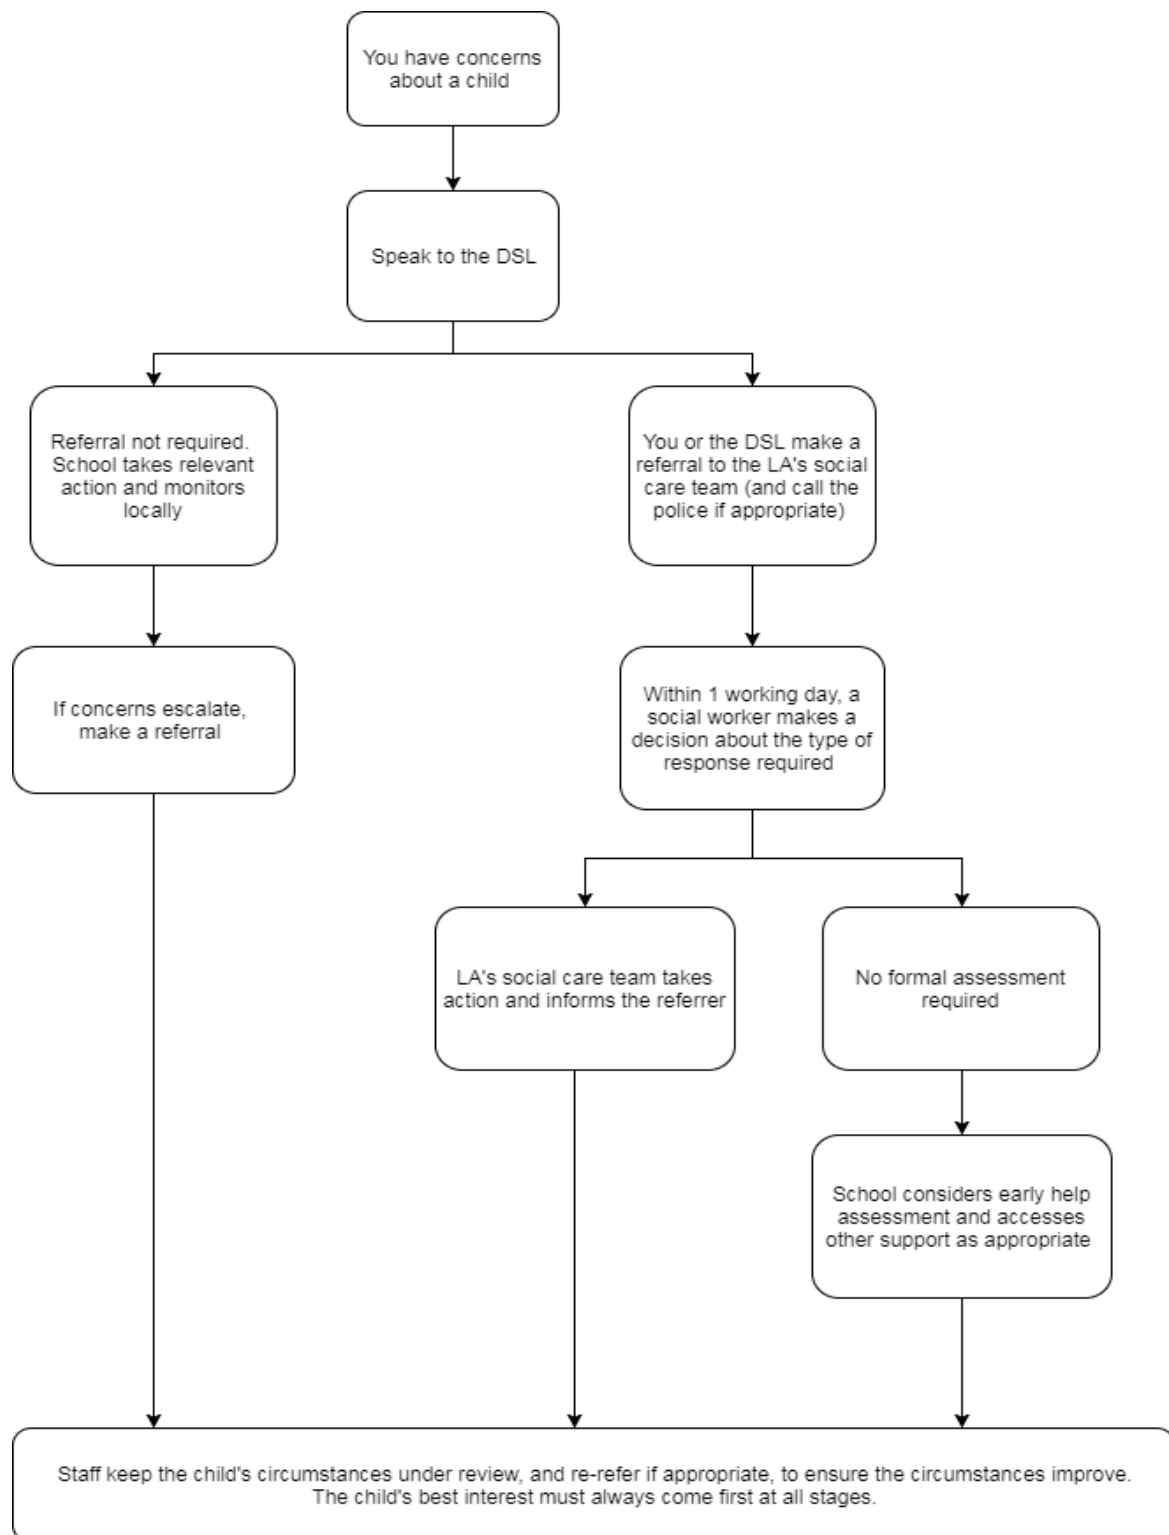 You have concerns
about a child
Speak to the DSL
Referral not required.
School takes relevant
action and monitors
locally
You or the DSL make a
referral to the LA's social
care team (and call the
police if appropriate)
If concerns escalate,
make a referral
Within 1 working day, a
social worker makes a
decision about the type of
response required
LA's social care team takes
action and informs the referrer
No formal assessment
required
School considers early help
assessment and accesses
other support as appropriate
Staff keep the child's circumstances under review, and re-refer if appropriate, to ensure the circumstances improve.
The child's best interest must always come first at all stages.